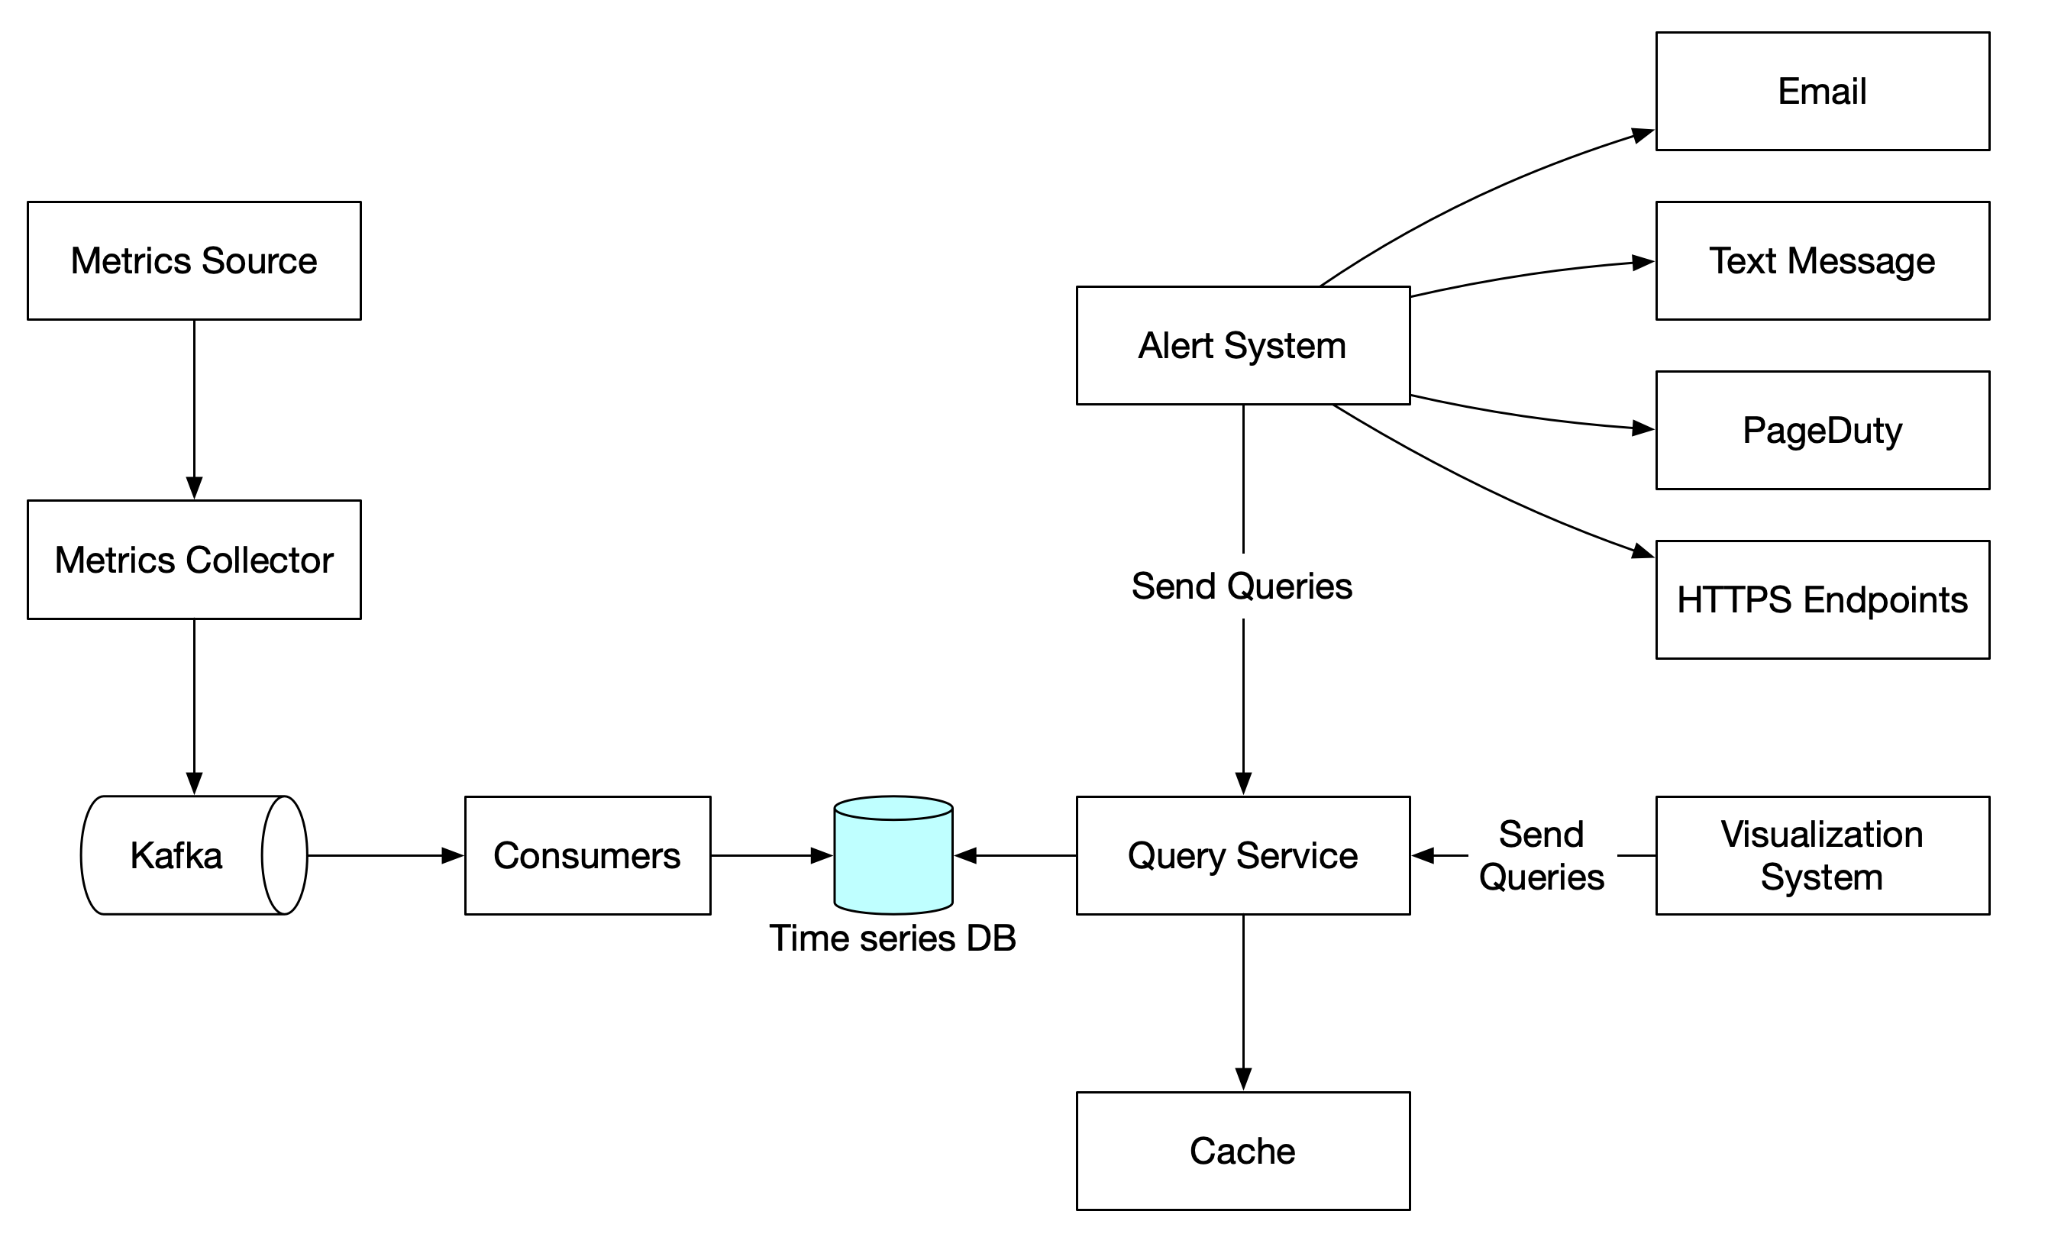 Email
Metrics Source
Text Message
Alert System
PageDuty
Metrics Collector
Send Queries
HTTPS Endpoints
Kafka
Consumers
Time series DB
Query Service
Send
Queries
Visualization
System
Cache